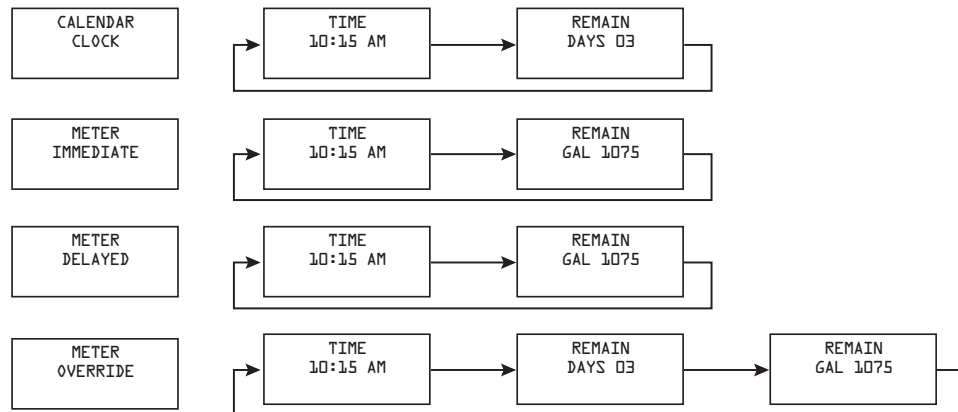 CALENDAR
CLOCK
TIME
10:15 AM
REMAIN
DAYS 03
METER
IMMEDIATE
TIME
10:15 AM
REMAIN
GAL 1075
METER
DELAYED
TIME
10:15 AM
REMAIN
GAL 1075
METER
OVERRIDE
TIME
10:15 AM
REMAIN
DAYS 03
REMAIN
GAL 1075